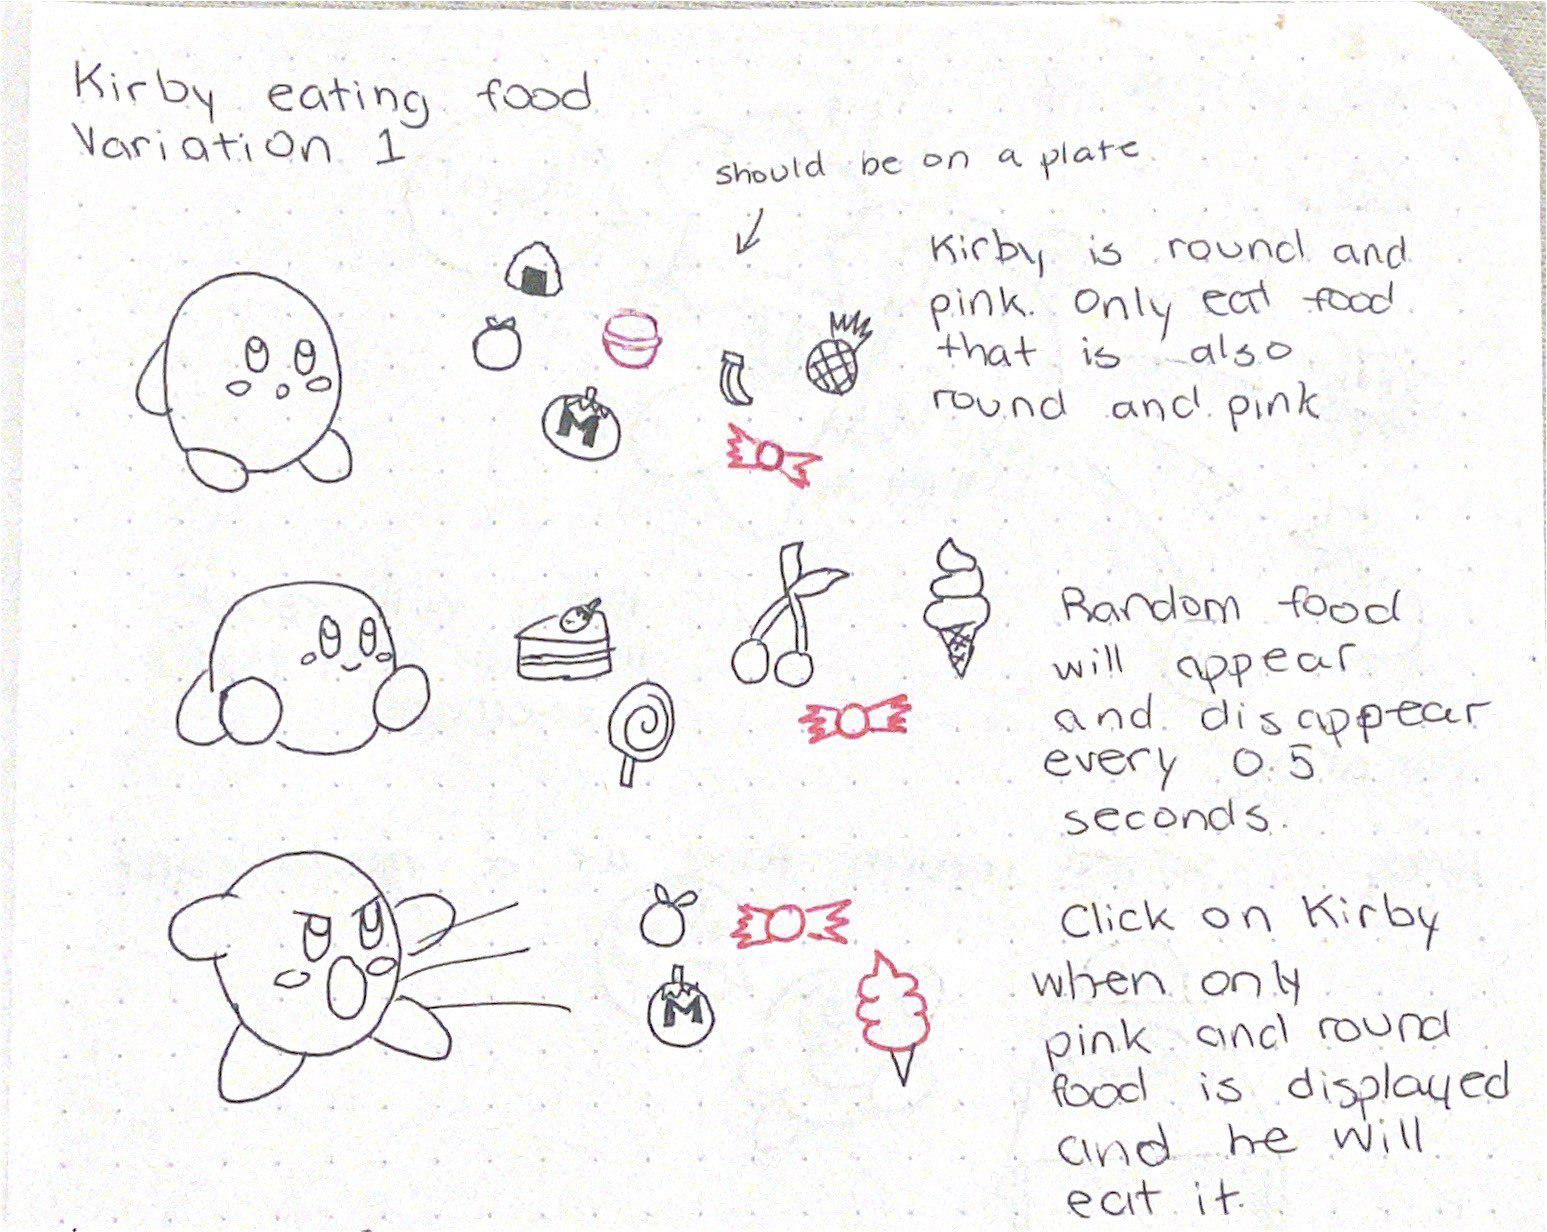 Kirby eating food
Variation 1
should be on a plate
Kirby is round and
pink. Only eat food
that is also
round and pink
M
Random food
will appear
and disappear
every 0.5
seconds.
Click on Kirby
when only
pink and round
food is displayed
and he will
eat it.
M